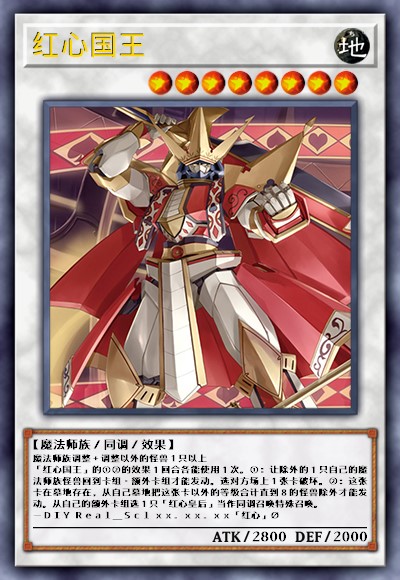 红心国王
地
【魔法师族／同调／效果】
魔法师族调整＋调整以外的怪兽１只以上
「红心国王」的①②的效果１回合各能使用１次。①：让除外的１只自己的魔
法师族怪兽回到卡组·额外卡组才能发动。选对方场上１张卡破坏。②：这
张卡在墓地存在，从自己墓地把这张卡以外的等级合计直到８的怪兽除外才能发
动。从自己的额外卡组选１只「红心皇后」当作同调召唤特殊召唤。
－ＤＩＹＲｅａｌ＿Ｓｃｌｘｘ．ｘｘ．ｘｘ「红心」∅
ATK/2800 DEF/2000